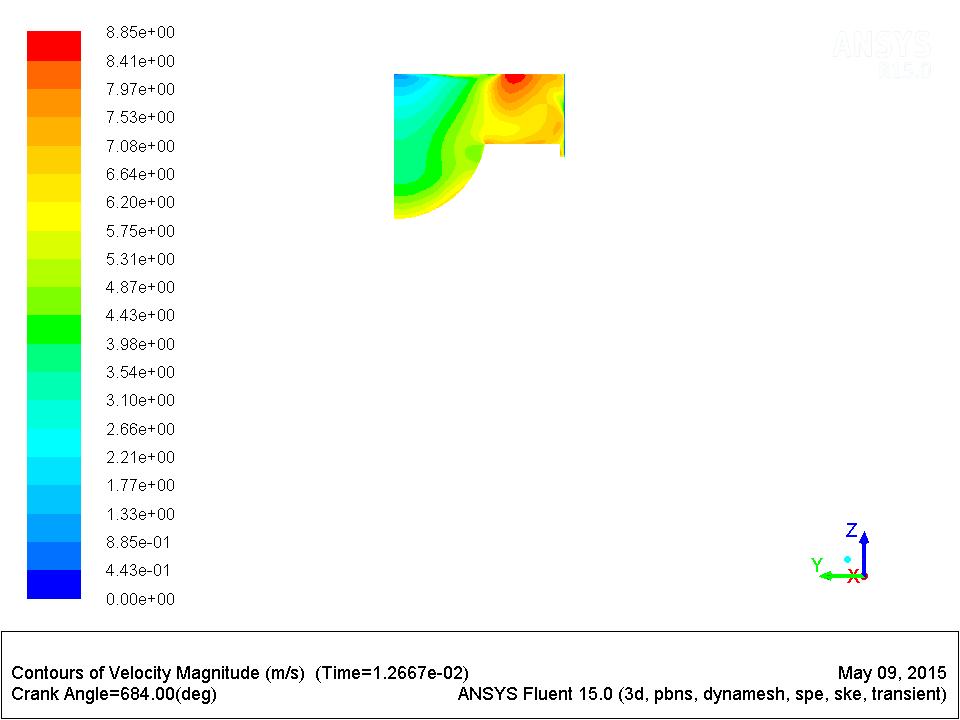 8.85e+00
8.41e+00
7.97e+00
7.53e+00
7.08e+00
6.64e+00
6.20e+00
5.75e+00
5.31e+00
4.87e+00
4.43e+00
3.98e+00
3.54e+00
3.10e+00
2.66e+00
2.21e+00
1.77e+00
1.33e+00
8.85e-01
4.43e-01
0.00e+00
ANSYS
R15.0
Z
Y
X
Contours of Velocity Magnitude (m/s) (Time=1.2667e-02)
Crank Angle=684.00(deg)
May 09, 2015
ANSYS Fluent 15.0 (3d, pbns, dynamesh, spe, ske, transient)